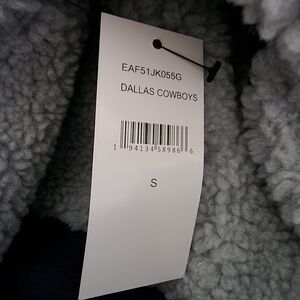 EAF51JK055G
DALLAS COWBOYS
1 94134 58986 6
S